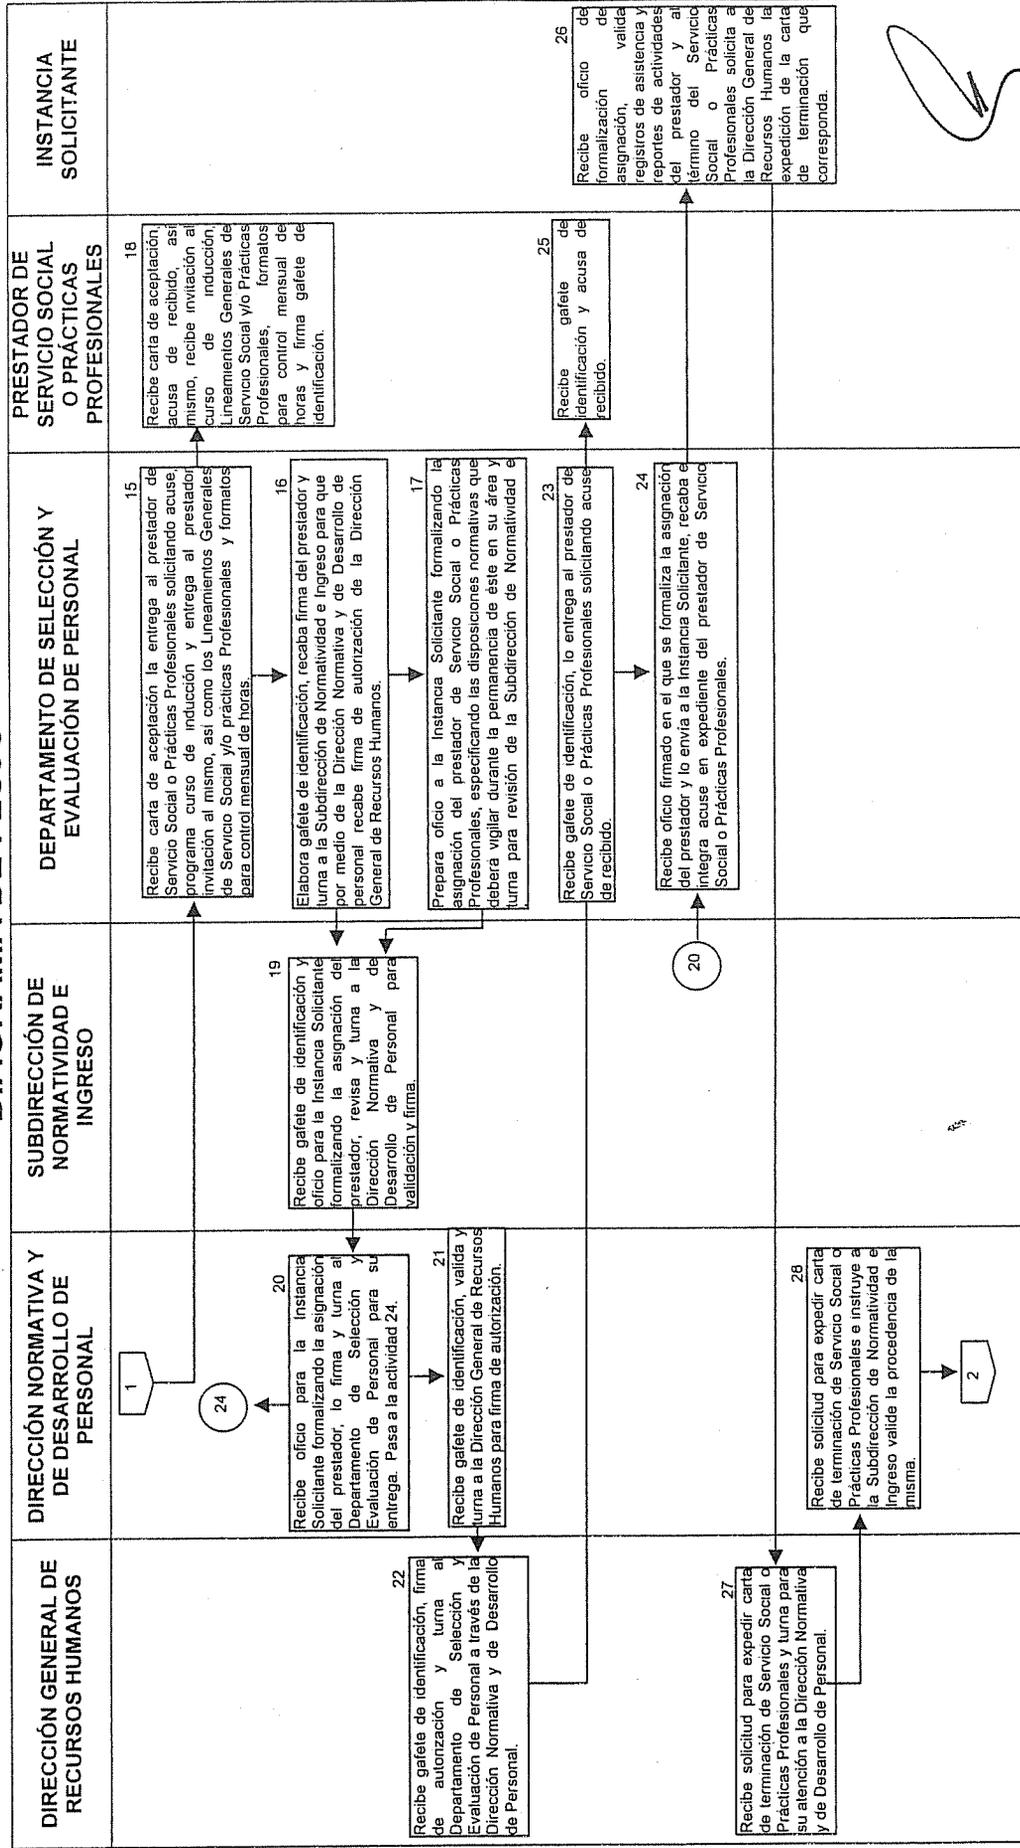 DIRECCIÓN GENERAL DE
RECURSOS HUMANOS
DIRECCIÓN NORMATIVA Y
DE DESARROLLO DE
PERSONAL
SUBDIRECCIÓN DE
NORMATIVIDAD E
INGRESO
DEPARTAMENTO DE SELECCIÓN Y
EVALUACIÓN DE PERSONAL
PRESTADOR DE
SERVICIO SOCIAL
O PRÁCTICAS
PROFESIONALES
INSTANCIA
SOLICITANTE
1
15
Recibe carta de aceptación la entrega al prestador de
Servicio Social o Prácticas Profesionales solicitando acuse,
programa curso de inducción y entrega al prestador
invitación al mismo, así como los Lineamientos Generales
de Servicio Social y/o prácticas Profesionales y formatos
para control mensual de horas.
18
Recibe carta de aceptación,
acusa de recibido, así
mismo, recibe invitación al
curso de inducción,
Lineamientos Generales de
Servicio Social y/o Prácticas
Profesionales, formatos
para control mensual de
horas y firma gafete de
identificación.
16
Elabora gafete de identificación, recaba firma del prestador y
turna a la Subdirección de Normatividad e Ingreso para que
por medio de la Dirección Normativa y de Desarrollo de
personal recabe firma de autorización de la Dirección
General de Recursos Humanos.
17
Prepara oficio a la Instancia Solicitante formalizando la
asignación del prestador de Servicio Social o Prácticas
Profesionales, especificando las disposiciones normativas que
deberá vigilar durante la permanencia de éste en su área y
turna para revisión de la Subdirección de Normatividad e
19
Recibe gafete de identificación y
oficio para la Instancia Solicitante
formalizando la asignación del
prestador, revisa y turna a la
Dirección Normativa y de
Desarrollo de Personal para
validación y firma.
24
20
Recibe oficio para la Instancia
Solicitante formalizando la asignación
del prestador, lo firma y turna al
Departamento de Selección y
Evaluación de Personal para su
entrega. Pasa a la actividad 24.
21
Recibe gafete de identificación, valida y
turna a la Dirección General de Recursos
Humanos para firma de autorización.
22
Recibe gafete de identificación, firma
de autorización y turna al
Departamento de Selección y
Evaluación de Personal a través de la
Dirección Normativa y de Desarrollo
de Personal.
23
Recibe gafete de identificación, lo entrega al prestador de
Servicio Social o Prácticas Profesionales solicitando acuse
de recibido.
25
Recibe gafete de
identificación y acusa de
recibido.
20
24
Recibe oficio firmado en el que se formaliza la asignación
del prestador y lo envía a la Instancia Solicitante, recaba e
integra acuse en expediente del prestador de Servicio
Social o Prácticas Profesionales.
26
Recibe oficio de
formalización de
asignación, valida
registros de asistencia y
reportes de actividades
del prestador y al
término del Servicio
Social o Prácticas
Profesionales solicita a
la Dirección General de
Recursos Humanos la
expedición de la carta
de terminación que
corresponda.
27
Recibe solicitud para expedir carta
de terminación de Servicio Social o
Prácticas Profesionales y turna para
su atención a la Dirección Normativa
y de Desarrollo de Personal.
28
Recibe solicitud para expedir carta
de terminación de Servicio Social o
Prácticas Profesionales e instruye a
la Subdirección de Normatividad e
Ingreso valide la procedencia de la
misma.
2